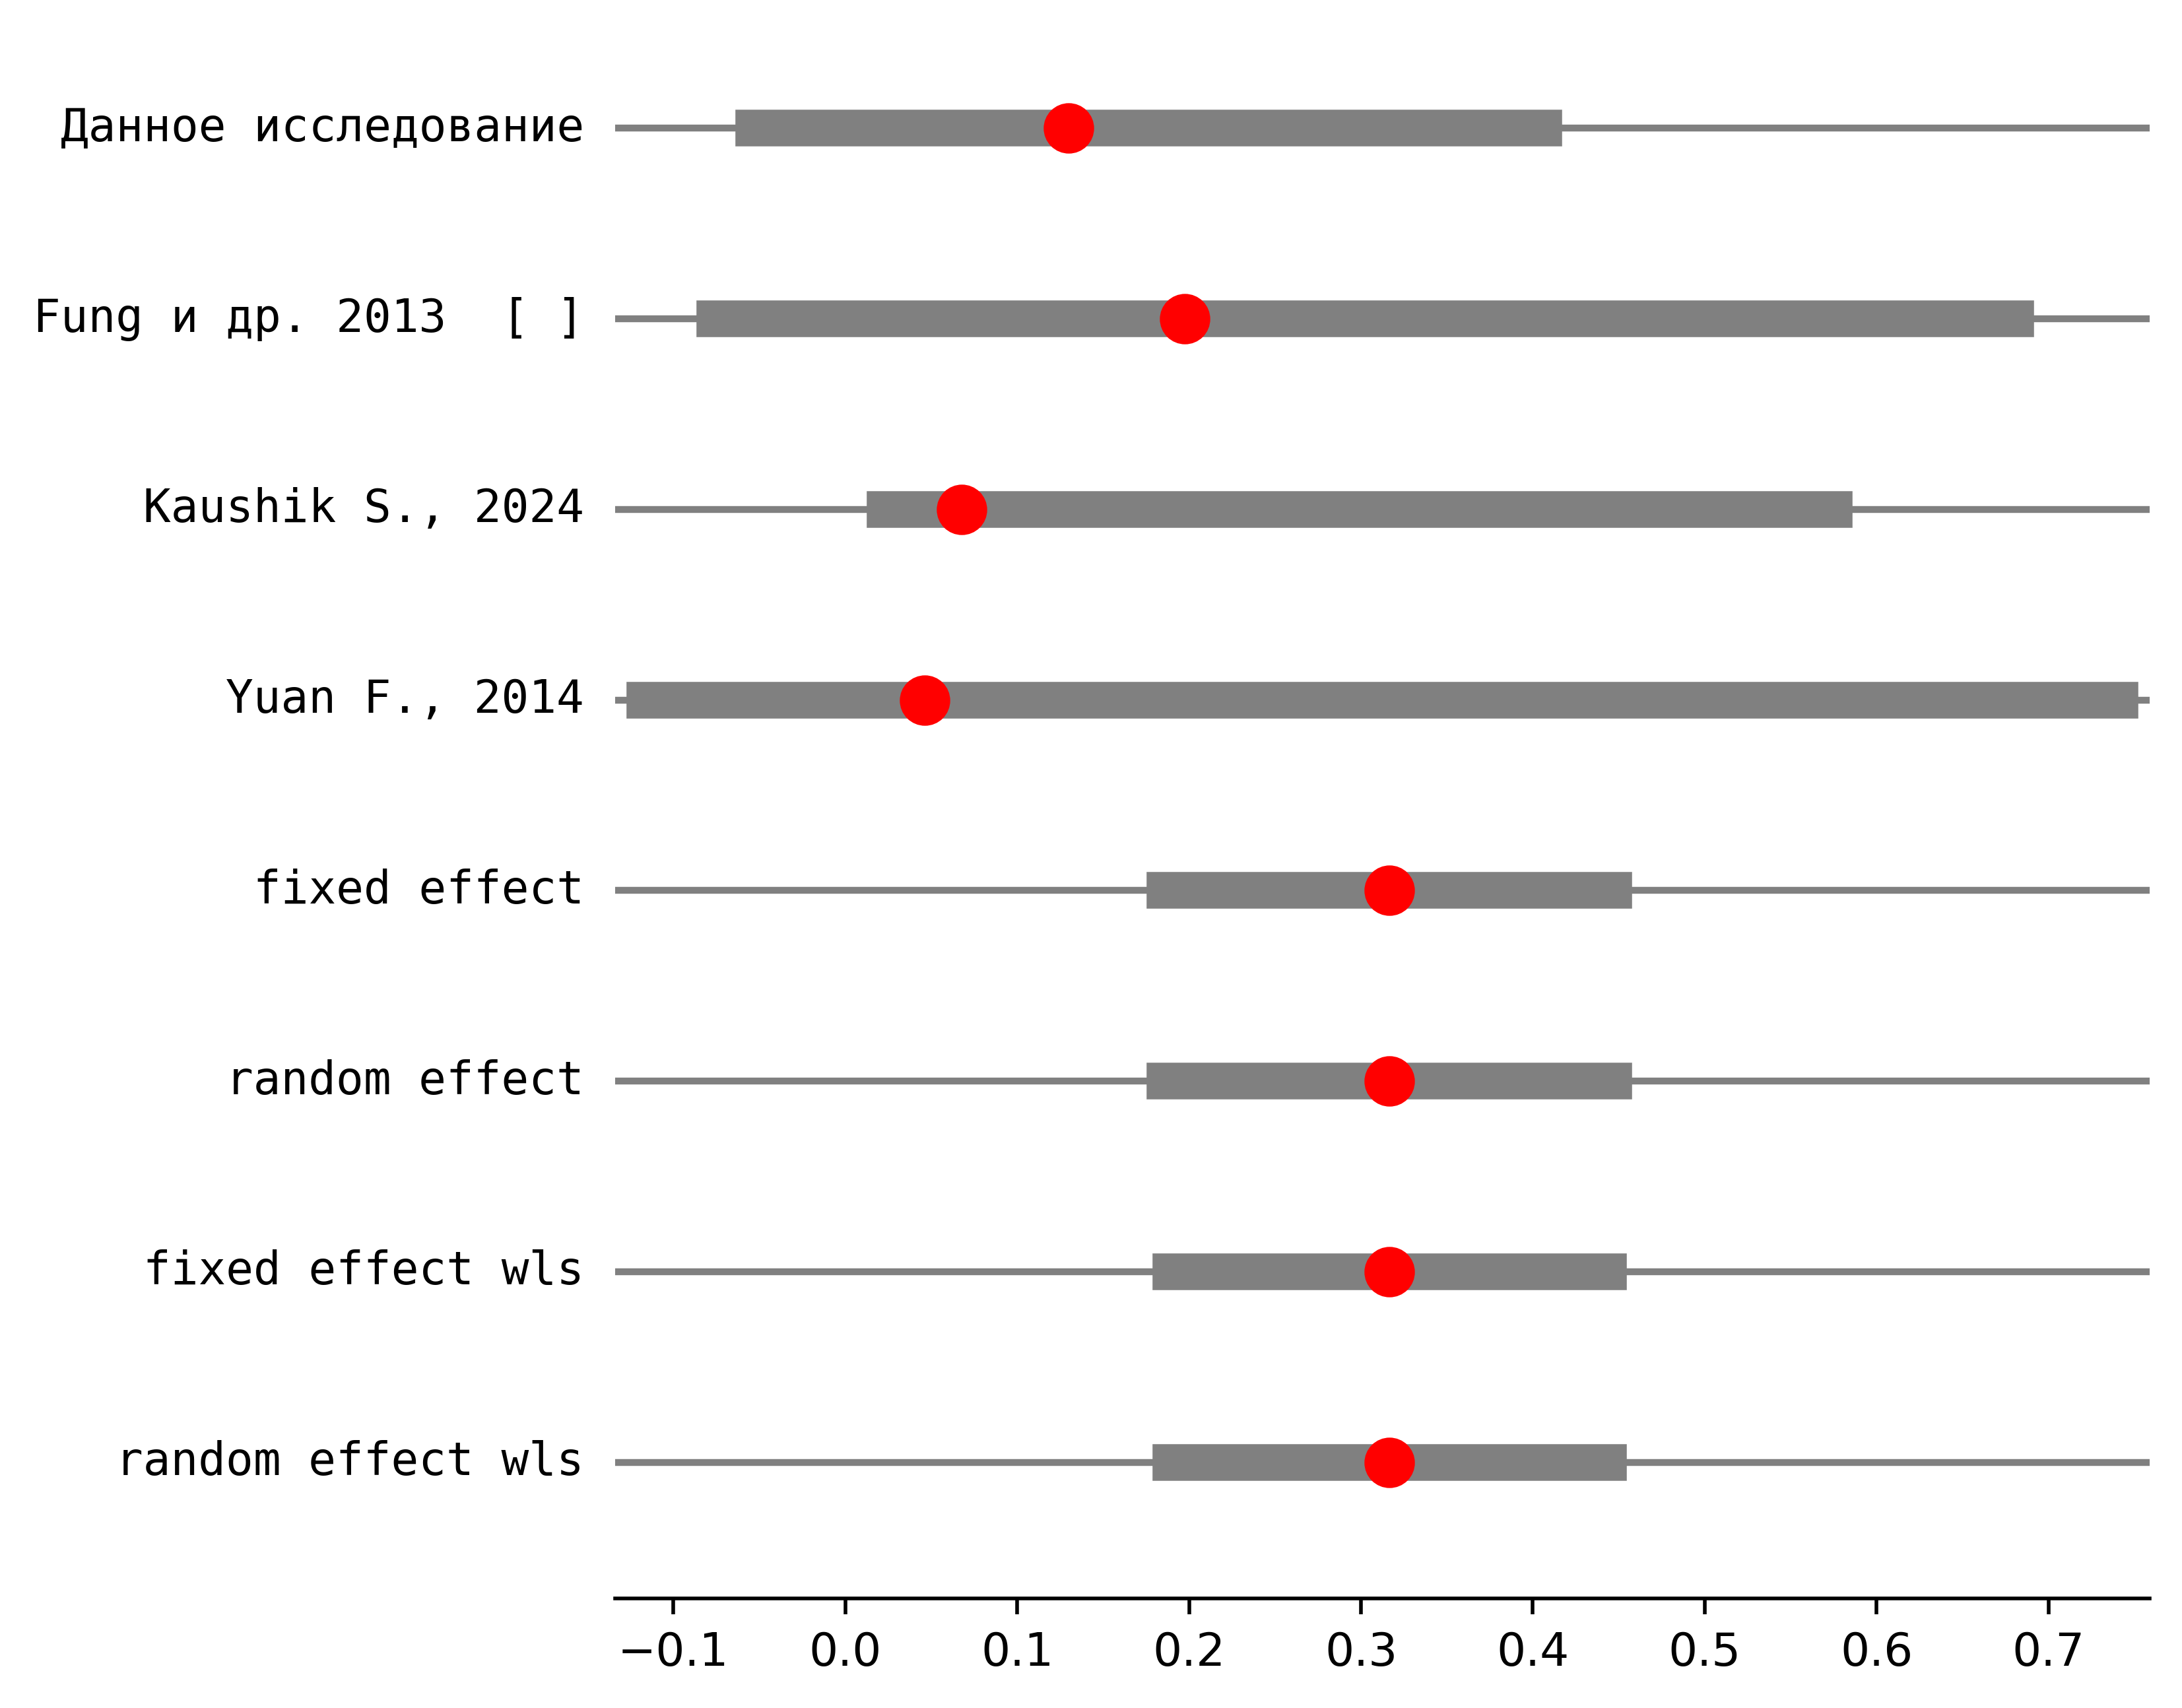 Данное исследование
Fung и др. 2013  [ ]
Kaushik S., 2024
Yuan F., 2014
fixed effect
random effect
fixed effect wls
random effect wls
−0.1 0.0 0.1 0.2 0.3 0.4 0.5 0.6 0.7